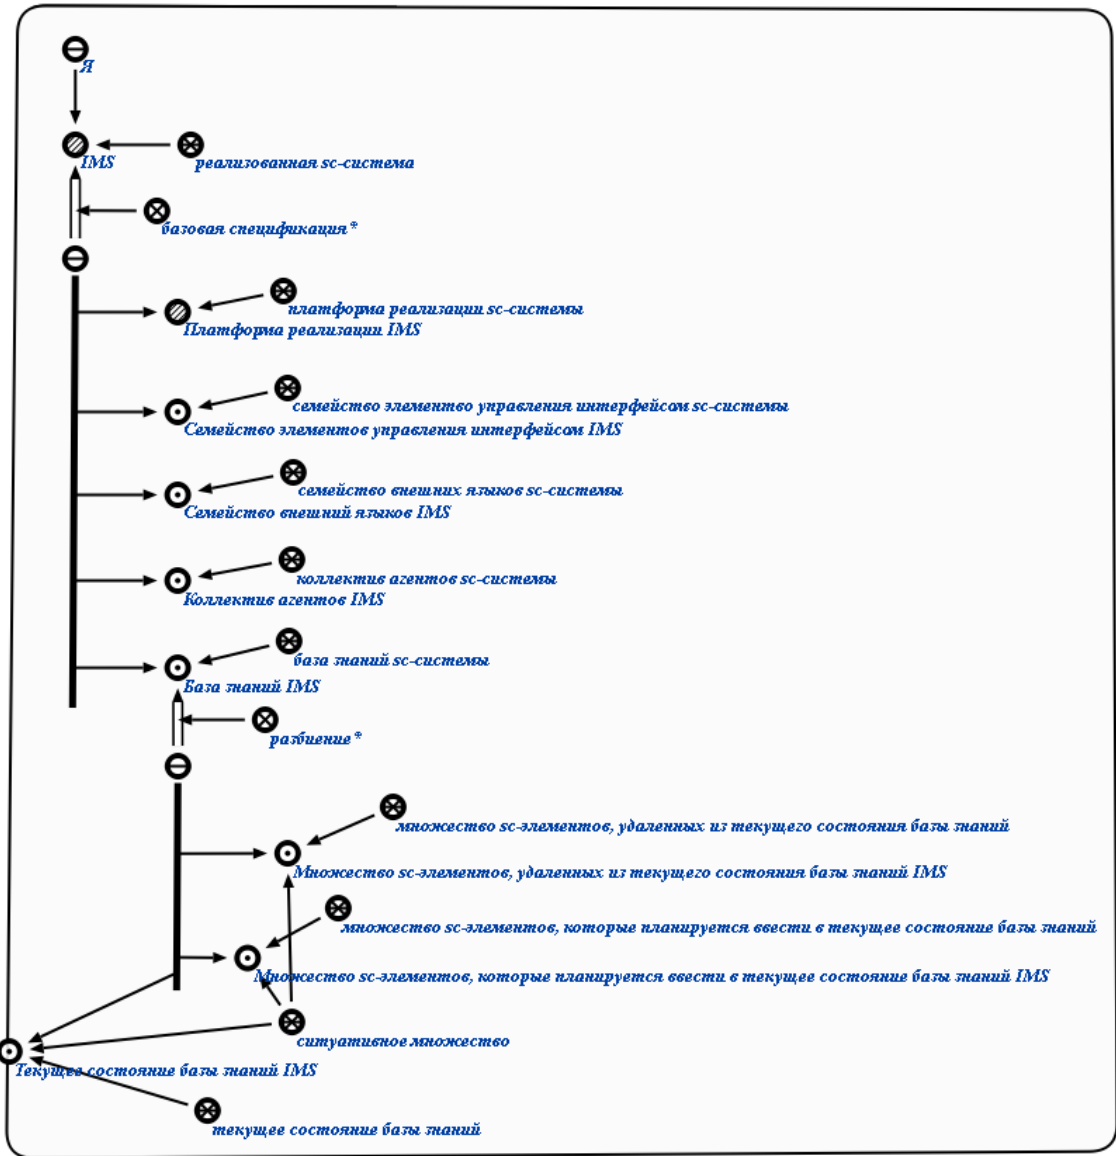 Я
IMS
реализованная sc-система
базовая спецификация*
платформа реализации sc-системы
Платформа реализации IMS
семейство элементво управления интерфейсом sc-системы
Семейство элементов управления интерфейсом IMS
семейство внешних языков sc-системы
Семейство внешний языков IMS
коллектив агентов sc-системы
Коллектив агентов IMS
база знаний sc-системы
База знаний IMS
разбиение*
множество sc-элементов, удаленных из текущего состояния базы знаний
Множество sc-элементов, удаленных из текущего состояния базы знаний IMS
множество sc-элементов, которые планируется ввести в текущее состояние базы знаний
Множество sc-элементов, которые планируется ввести в текущее состояние базы знаний IMS
ситуативное множество
Текущее состояние базы знаний IMS
текущее состояние базы знаний